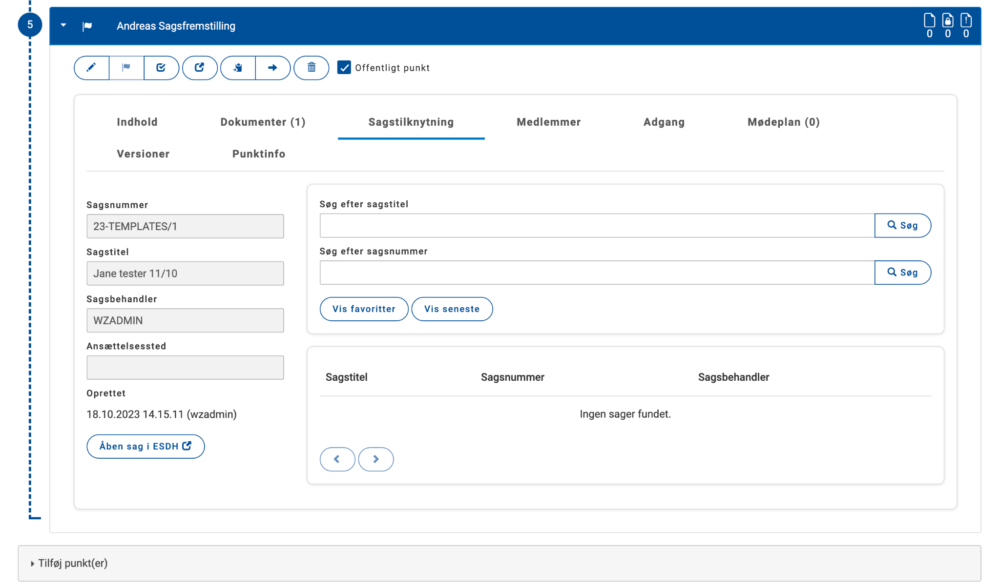 5
Andreas Sagsfremstilling
0 0 0
Offentligt punkt
Indhold Dokumenter (1) Sagstilknytning Medlemmer Adgang Mødeplan (0)
Versioner Punktinfo
Sagsnummer
23-TEMPLATES/1
Sagstitel
Jane tester 11/10
Sagsbehandler
WZADMIN
Ansættelsessted
Oprettet
18.10.2023 14.15.11 (wzadmin)
Åben sag i ESDH
Søg efter sagstitel
Søg
Søg efter sagsnummer
Søg
Vis favoritter Vis seneste
Sagstitel Sagsnummer Sagsbehandler
Ingen sager fundet.
Tilføj punkt(er)